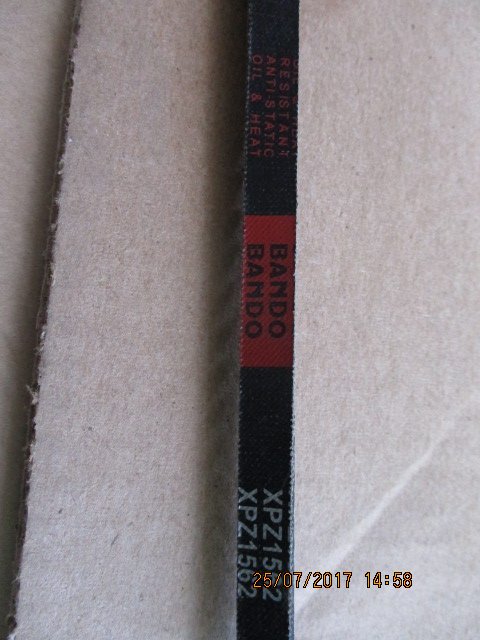 RESISTANT
ANTI-STATIC
OIL & HEAT
BANDO
BANDO
XPZ1562
XPZ1562
25/07/2017 14:58